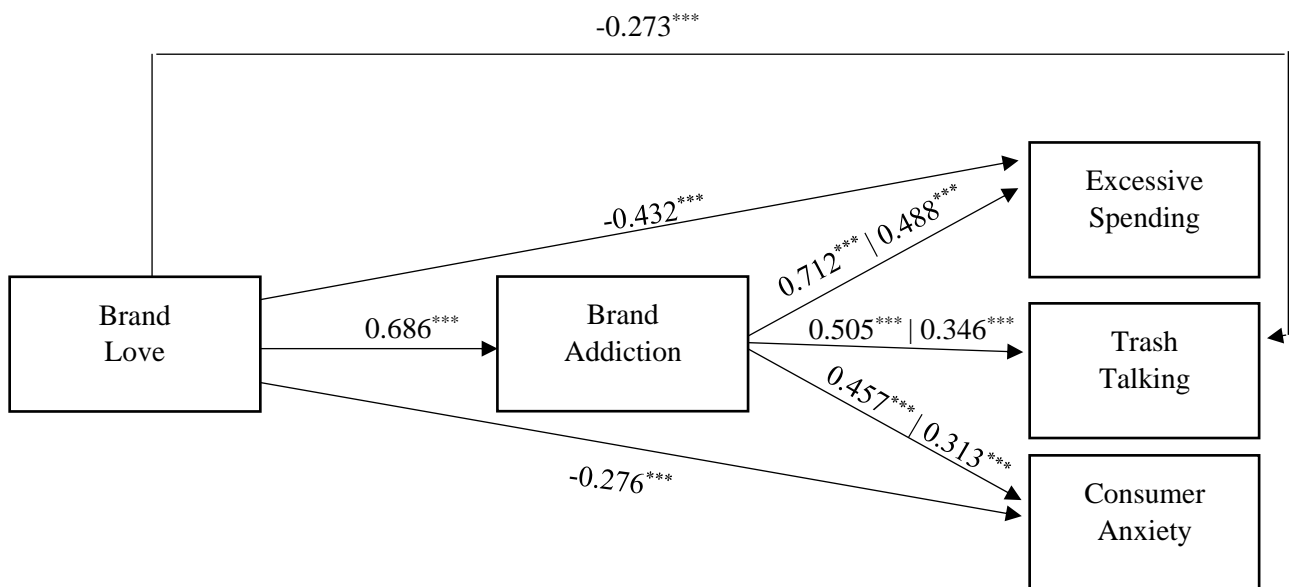 -0.273***
Excessive
Spending
-0.432***
0.712*** | 0.488***
Brand
Love
0.686***
Brand
Addiction
0.505*** | 0.346***
Trash
Talking
0.457*** | 0.313***
-0.276***
Consumer
Anxiety